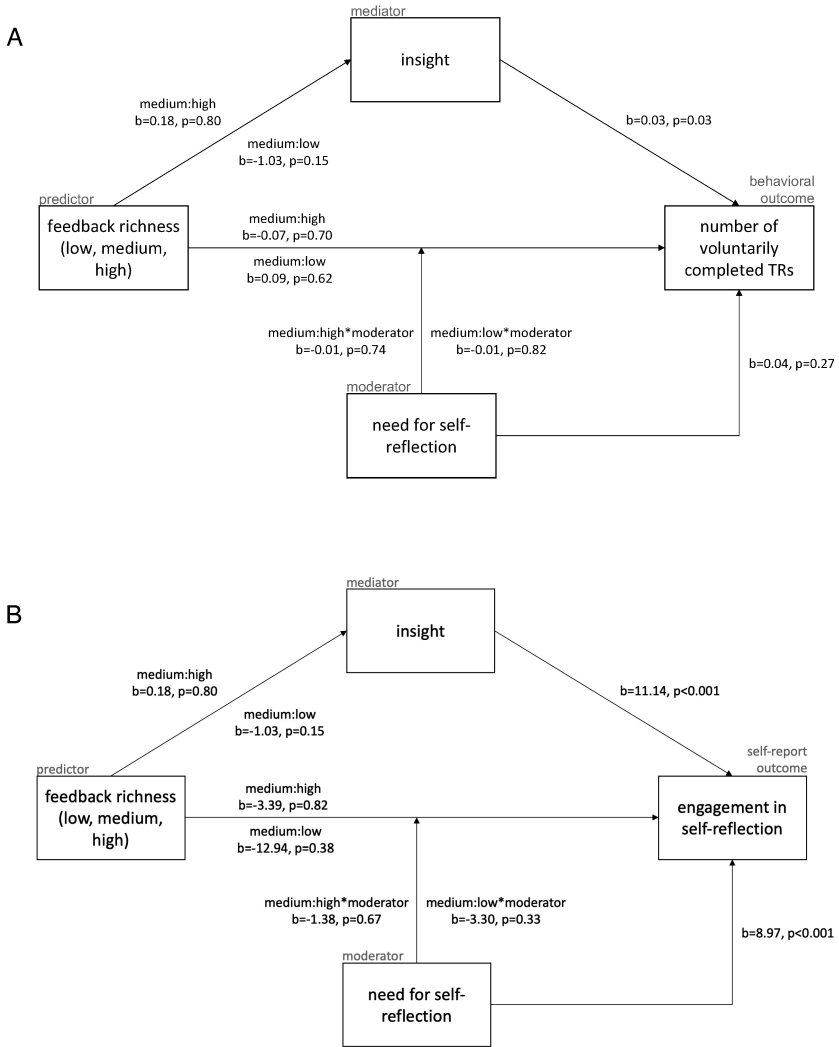 A
mediator
insight
medium:high
b=0.18, p=0.80
medium:low
b=-1.03, p=0.15
b=0.03, p=0.03
predictor
feedback richness
(low, medium,
high)
medium:high
b=-0.07, p=0.70
medium:low
b=0.09, p=0.62
behavioral
outcome
number of
voluntarily
completed TRs
medium:high*moderator
b=-0.01, p=0.74
medium:low*moderator
b=-0.01, p=0.82
b=0.04, p=0.27
moderator
need for self-
reflection
B
mediator
insight
medium:high
b=0.18, p=0.80
medium:low
b=-1.03, p=0.15
b=11.14, p<0.001
predictor
feedback richness
(low, medium,
high)
medium:high
b=-3.39, p=0.82
medium:low
b=-12.94, p=0.38
self-report
outcome
engagement in
self-reflection
medium:high*moderator
b=-1.38, p=0.67
medium:low*moderator
b=-3.30, p=0.33
b=8.97, p<0.001
moderator
need for self-
reflection